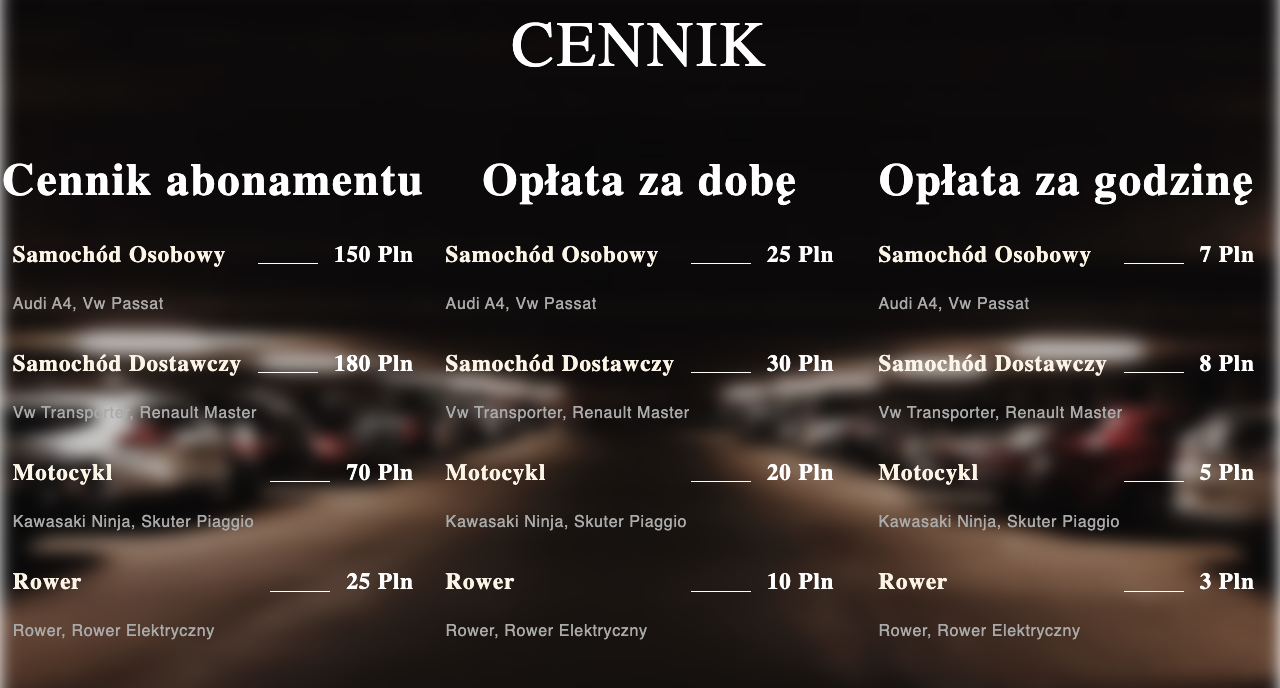 CENNIK
Cennik abonamentu
Samochód Osobowy 150 Pln
Audi A4, Vw Passat
Samochód Dostawczy 180 Pln
Vw Transporter, Renault Master
Motocykl 70 Pln
Kawasaki Ninja, Skuter Piaggio
Rower 25 Pln
Rower, Rower Elektryczny
Opłata za dobę
Samochód Osobowy 25 Pln
Audi A4, Vw Passat
Samochód Dostawczy 30 Pln
Vw Transporter, Renault Master
Motocykl 20 Pln
Kawasaki Ninja, Skuter Piaggio
Rower 10 Pln
Rower, Rower Elektryczny
Opłata za godzinę
Samochód Osobowy 7 Pln
Audi A4, Vw Passat
Samochód Dostawczy 8 Pln
Vw Transporter, Renault Master
Motocykl 5 Pln
Kawasaki Ninja, Skuter Piaggio
Rower 3 Pln
Rower, Rower Elektryczny